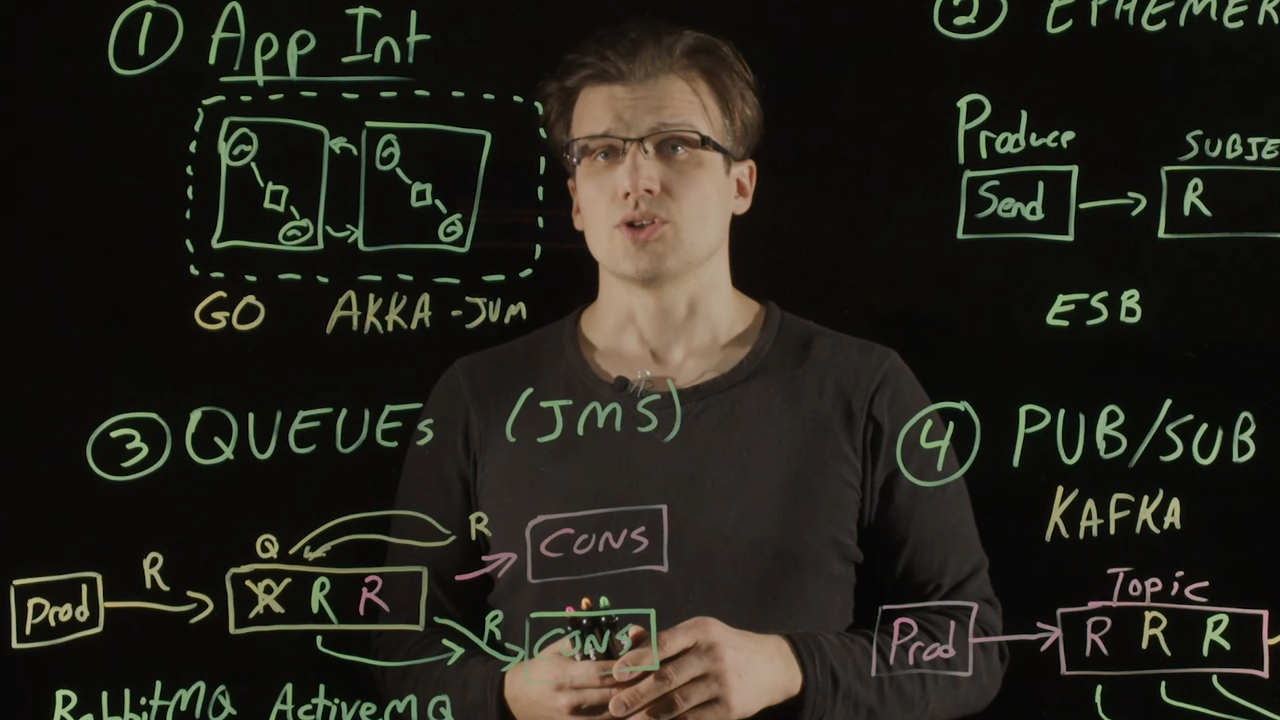 ① App Int
GO AKKA - JVM
② EPHEMER
Produce
SUBJE
Send
R
ESB
③ QUEUEs (JMS)
Q
R
CONS
Prod
R
R R R
R
CONS
RabbitMQ ActiveMQ
④ PUB/SUB
KAFKA
Topic
Prod
R R R